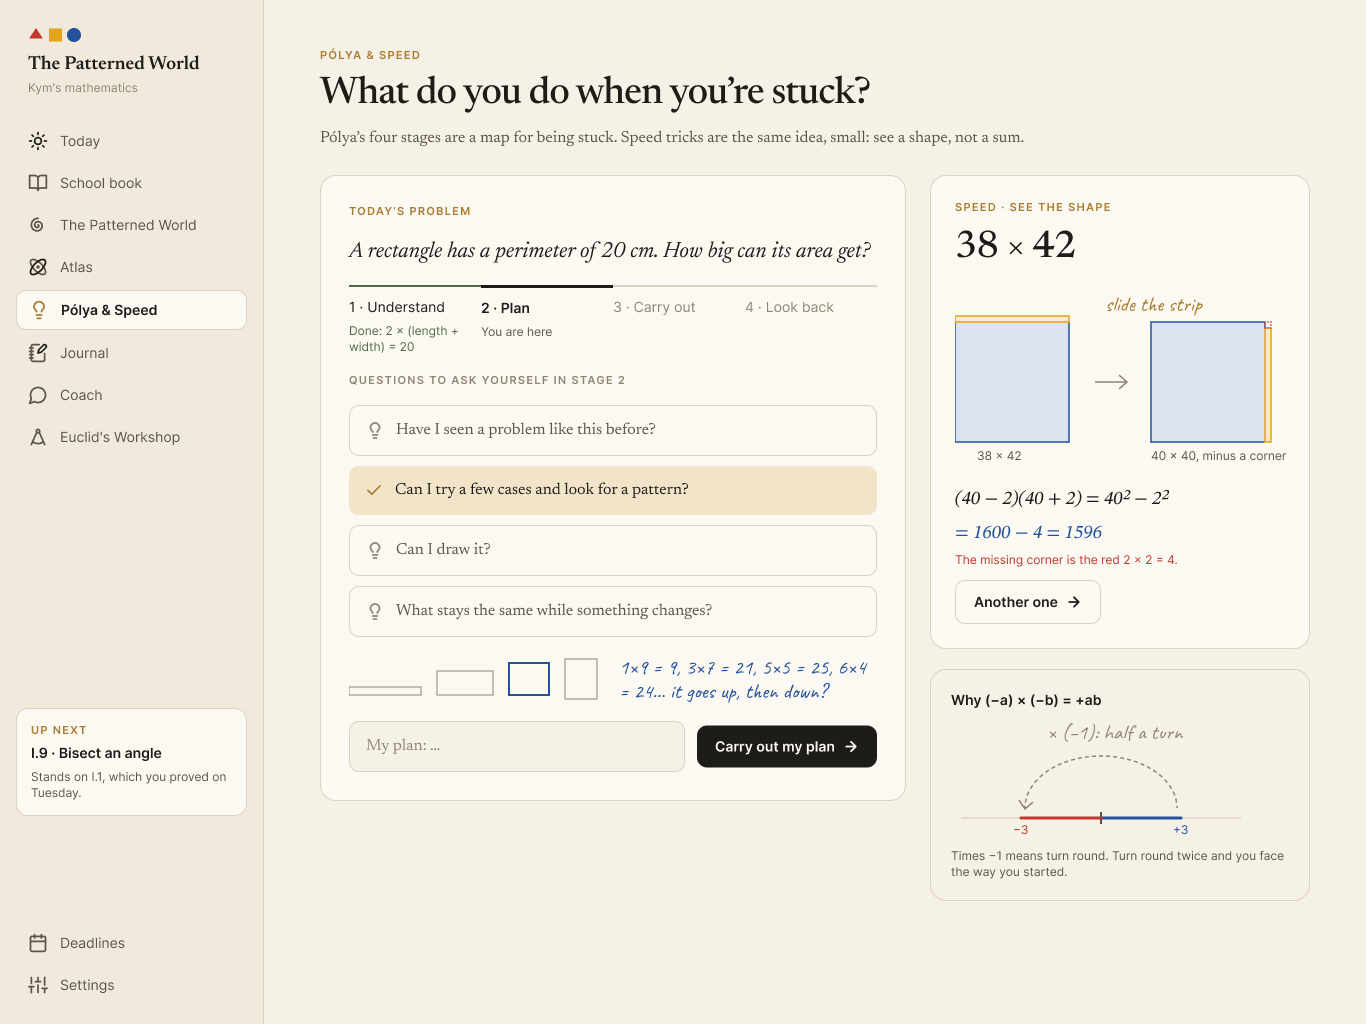 The Patterned World
Kym's mathematics
Today
School book
The Patterned World
Atlas
Pólya & Speed
Journal
Coach
Euclid's Workshop
UP NEXT
I.9 · Bisect an angle
Stands on I.1, which you proved on
Tuesday.
Deadlines
Settings
PÓLYA & SPEED
What do you do when you’re stuck?
Pólya’s four stages are a map for being stuck. Speed tricks are the same idea, small: see a shape, not a sum.
TODAY’S PROBLEM
A rectangle has a perimeter of 20 cm. How big can its area get?
1 · Understand
Done: 2 × (length +
width) = 20
2 · Plan
You are here
3 · Carry out
4 · Look back
QUESTIONS TO ASK YOURSELF IN STAGE 2
Have I seen a problem like this before?
Can I try a few cases and look for a pattern?
Can I draw it?
What stays the same while something changes?
1×9 = 9, 3×7 = 21, 5×5 = 25, 6×4
= 24… it goes up, then down?
My plan: …
Carry out my plan →
SPEED · SEE THE SHAPE
38 × 42
slide the strip
38 × 42
40 × 40, minus a corner
(40 − 2)(40 + 2) = 40² − 2²
= 1600 − 4 = 1596
The missing corner is the red 2 × 2 = 4.
Another one →
Why (−a) × (−b) = +ab
× (−1): half a turn
−3
+3
Times −1 means turn round. Turn round twice and you face
the way you started.